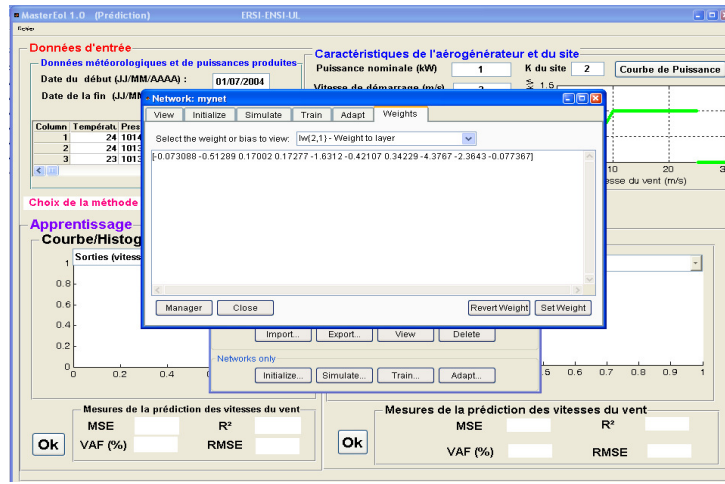 MasterEol 1.0 (Prédiction) ERSI-ENSI-UL
Fichier
Données d'entrée
Données météorologiques et de puissances produites
Date du début (JJ/MM/AAAA) : 01/07/2004
Date de la fin (JJ/MM
Column Températu Pres
1 24 1014
2 24 1013
3 23 1013
Choix de la méthode
Caractéristiques de l'aérogénérateur et du site
Puissance nominale (kW) 1 K du site 2 Courbe de Puissance
Vitesse de démarrage (m/s)
1.5
10 20 3
esse du vent (m/s)
Network: mynet
View Initialize Simulate Train Adapt Weights
Select the weight or bias to view: lw{2,1} - Weight to layer
[-0.073088 -0.51289 0.17002 0.17277 -1.6312 -0.42107 0.34229 -4.3767 -2.3643 -0.077367]
Manager Close Revert Weight Set Weight
Import... Export... View Delete
Networks only
Initialize... Simulate... Train... Adapt...
Apprentissage
Courbe/Histog
Sorties (vitess
1
0.8
0.6
0.4
0.2
0
0 0.2 0.4 0.6
.5 0.6 0.7 0.8 0.9 1
Mesures de la prédiction des vitesses du vent
MSE R²
Ok VAF (%) RMSE
Mesures de la prédiction des vitesses du vent
MSE R²
Ok VAF (%) RMSE